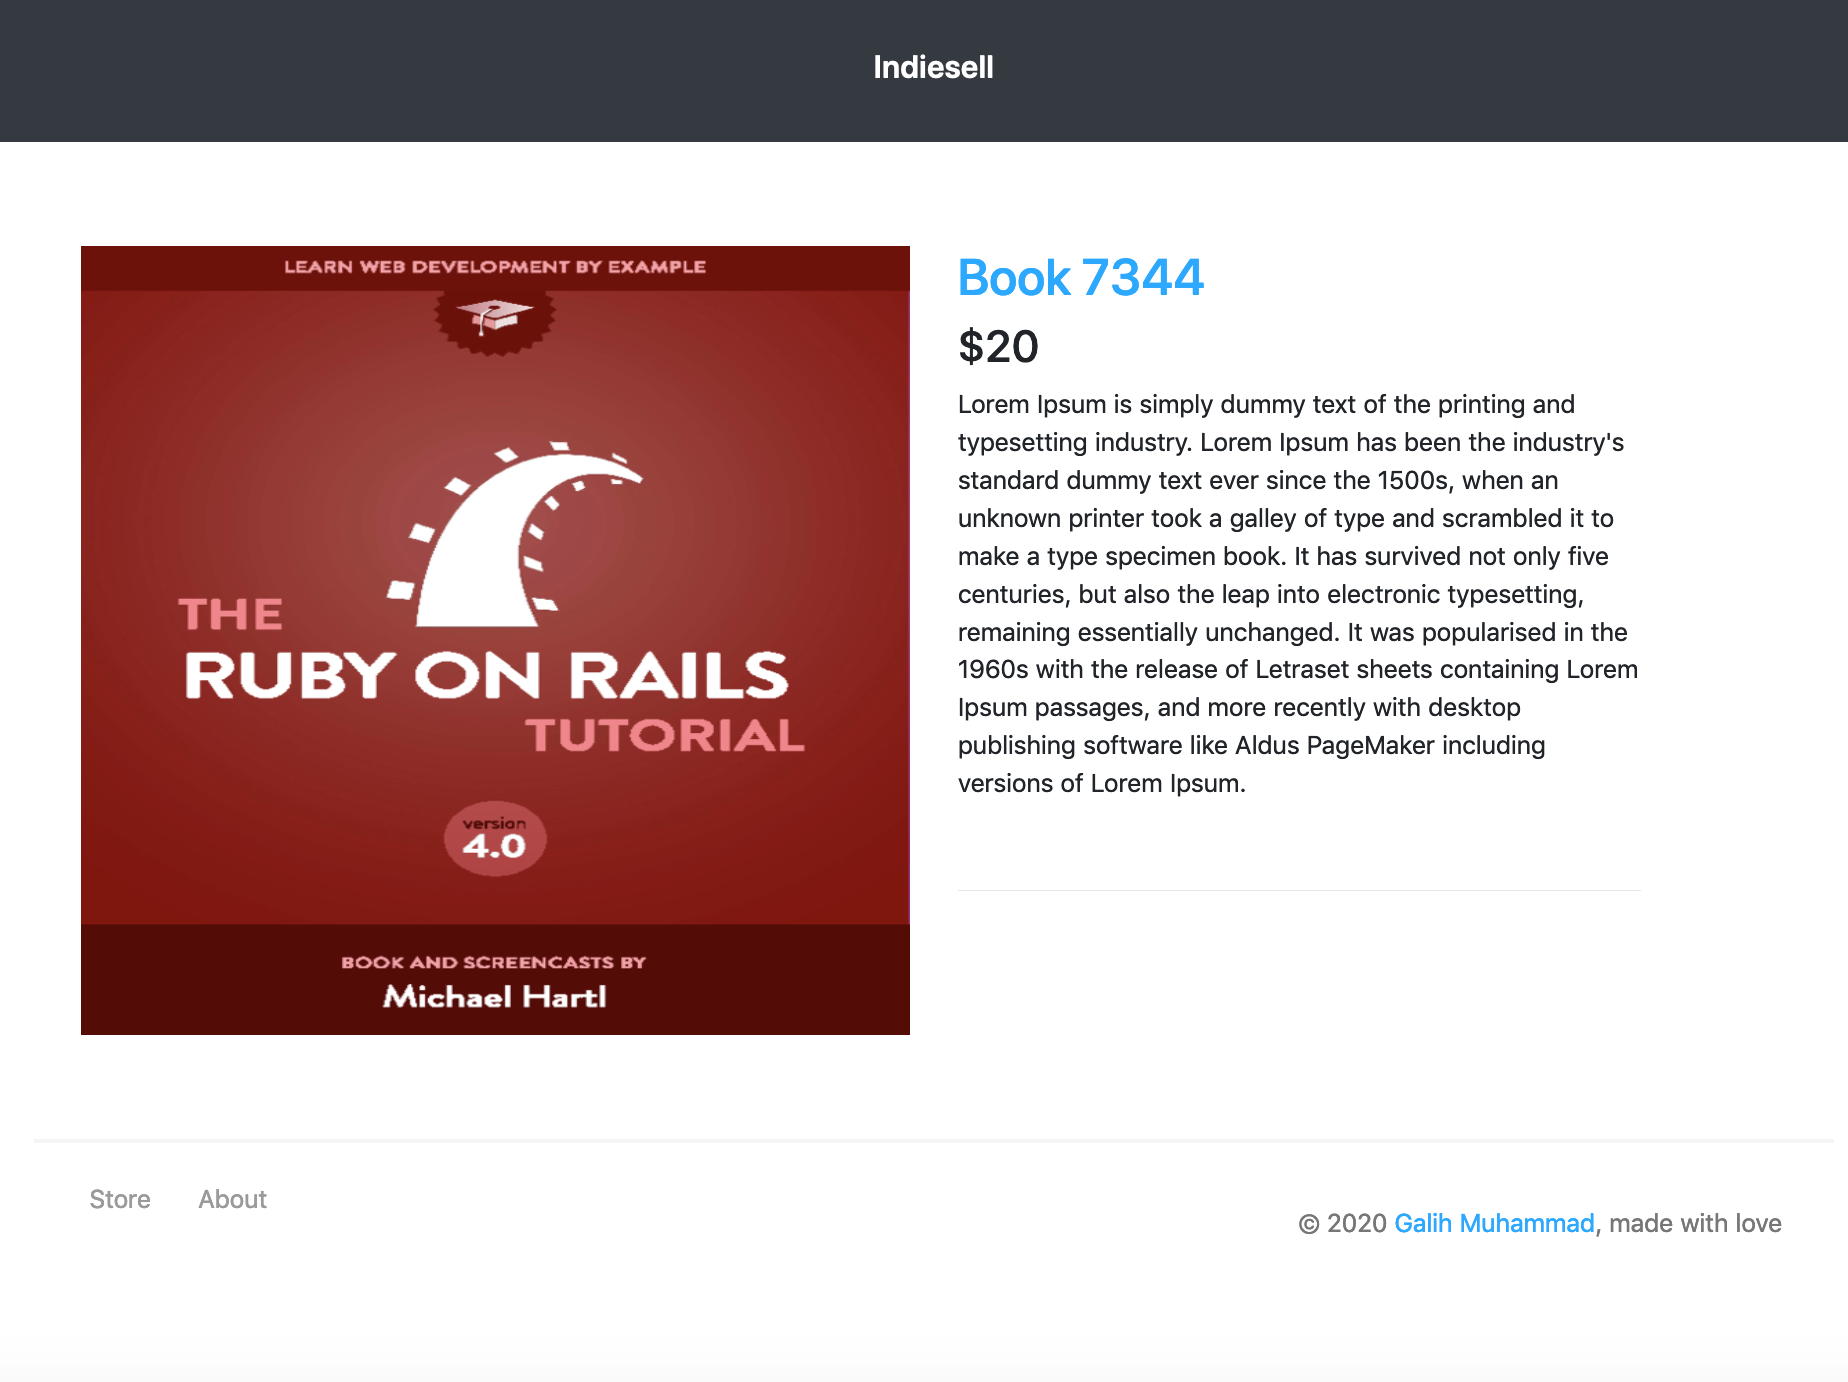 Indiesell
LEARN WEB DEVELOPMENT BY EXAMPLE
THE
RUBY ON RAILS
TUTORIAL
version
4.0
BOOK AND SCREENCASTS BY
Michael Hartl
Book 7344
$20
Lorem Ipsum is simply dummy text of the printing and
typesetting industry. Lorem Ipsum has been the industry's
standard dummy text ever since the 1500s, when an
unknown printer took a galley of type and scrambled it to
make a type specimen book. It has survived not only five
centuries, but also the leap into electronic typesetting,
remaining essentially unchanged. It was popularised in the
1960s with the release of Letraset sheets containing Lorem
Ipsum passages, and more recently with desktop
publishing software like Aldus PageMaker including
versions of Lorem Ipsum.
Store About
© 2020 Galih Muhammad, made with love